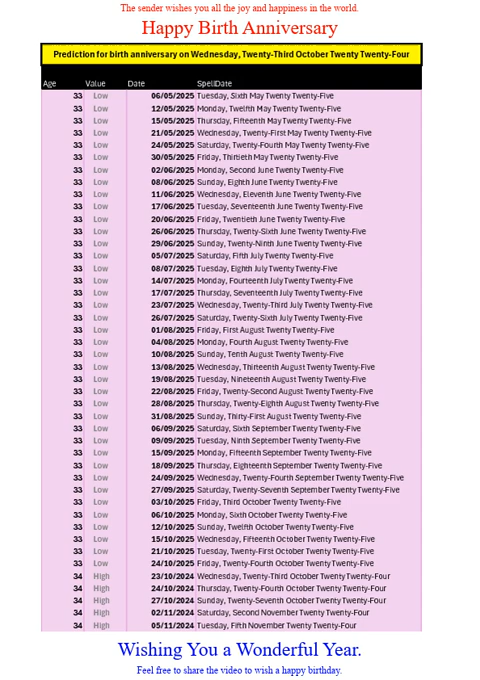 The sender wishes you all the joy and happiness in the world.
Happy Birth Anniversary
Prediction for birth anniversary on Wednesday, Twenty-Third October Twenty Twenty-Four
Age Value Date SpellDate
33 Low 06/05/2025 Tuesday, Sixth May Twenty Twenty-Five
33 Low 12/05/2025 Monday, Twelfth May Twenty Twenty-Five
33 Low 15/05/2025 Thursday, Fifteenth May Twenty Twenty-Five
33 Low 21/05/2025 Wednesday, Twenty-First May Twenty Twenty-Five
33 Low 24/05/2025 Saturday, Twenty-Fourth May Twenty Twenty-Five
33 Low 30/05/2025 Friday, Thirtieth May Twenty Twenty-Five
33 Low 02/06/2025 Monday, Second June Twenty Twenty-Five
33 Low 08/06/2025 Sunday, Eighth June Twenty Twenty-Five
33 Low 11/06/2025 Wednesday, Eleventh June Twenty Twenty-Five
33 Low 17/06/2025 Tuesday, Seventeenth June Twenty Twenty-Five
33 Low 20/06/2025 Friday, Twentieth June Twenty Twenty-Five
33 Low 26/06/2025 Thursday, Twenty-Sixth June Twenty Twenty-Five
33 Low 29/06/2025 Sunday, Twenty-Ninth June Twenty Twenty-Five
33 Low 05/07/2025 Saturday, Fifth July Twenty Twenty-Five
33 Low 08/07/2025 Tuesday, Eighth July Twenty Twenty-Five
33 Low 14/07/2025 Monday, Fourteenth July Twenty Twenty-Five
33 Low 17/07/2025 Thursday, Seventeenth July Twenty Twenty-Five
33 Low 23/07/2025 Wednesday, Twenty-Third July Twenty Twenty-Five
33 Low 26/07/2025 Saturday, Twenty-Sixth July Twenty Twenty-Five
33 Low 01/08/2025 Friday, First August Twenty Twenty-Five
33 Low 04/08/2025 Monday, Fourth August Twenty Twenty-Five
33 Low 10/08/2025 Sunday, Tenth August Twenty Twenty-Five
33 Low 13/08/2025 Wednesday, Thirteenth August Twenty Twenty-Five
33 Low 19/08/2025 Tuesday, Nineteenth August Twenty Twenty-Five
33 Low 22/08/2025 Friday, Twenty-Second August Twenty Twenty-Five
33 Low 28/08/2025 Thursday, Twenty-Eighth August Twenty Twenty-Five
33 Low 31/08/2025 Sunday, Thirty-First August Twenty Twenty-Five
33 Low 06/09/2025 Saturday, Sixth September Twenty Twenty-Five
33 Low 09/09/2025 Tuesday, Ninth September Twenty Twenty-Five
33 Low 15/09/2025 Monday, Fifteenth September Twenty Twenty-Five
33 Low 18/09/2025 Thursday, Eighteenth September Twenty Twenty-Five
33 Low 24/09/2025 Wednesday, Twenty-Fourth September Twenty Twenty-Five
33 Low 27/09/2025 Saturday, Twenty-Seventh September Twenty Twenty-Five
33 Low 03/10/2025 Friday, Third October Twenty Twenty-Five
33 Low 06/10/2025 Monday, Sixth October Twenty Twenty-Five
33 Low 12/10/2025 Sunday, Twelfth October Twenty Twenty-Five
33 Low 15/10/2025 Wednesday, Fifteenth October Twenty Twenty-Five
33 Low 21/10/2025 Tuesday, Twenty-First October Twenty Twenty-Five
33 Low 24/10/2025 Friday, Twenty-Fourth October Twenty Twenty-Five
34 High 23/10/2024 Wednesday, Twenty-Third October Twenty Twenty-Four
34 High 24/10/2024 Thursday, Twenty-Fourth October Twenty Twenty-Four
34 High 27/10/2024 Sunday, Twenty-Seventh October Twenty Twenty-Four
34 High 02/11/2024 Saturday, Second November Twenty Twenty-Four
34 High 05/11/2024 Tuesday, Fifth November Twenty Twenty-Four
Wishing You a Wonderful Year.
Feel free to share the video to wish a happy birthday.